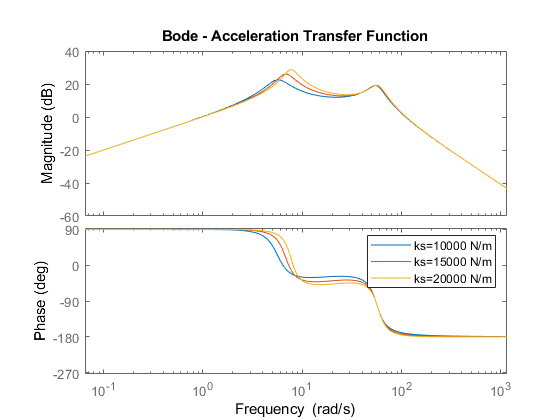 Bode - Acceleration Transfer Function
Magnitude (dB)
40
20
0
-20
-40
-60
Phase (deg)
90
0
-90
-180
-270
ks=10000 N/m
ks=15000 N/m
ks=20000 N/m
10^-1 10^0 10^1 10^2 10^3
Frequency (rad/s)